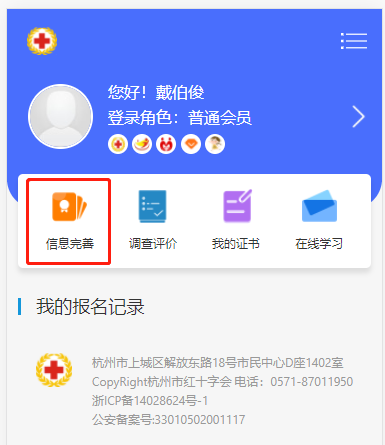 您好！戴伯俊
登录角色：普通会员
信息完善 调查评价 我的证书 在线学习
我的报名记录
杭州市上城区解放东路18号市民中心D座1402室
CopyRight杭州市红十字会 电话：0571-87011950
浙ICP备14028624号-1
公安备案号:33010502001117